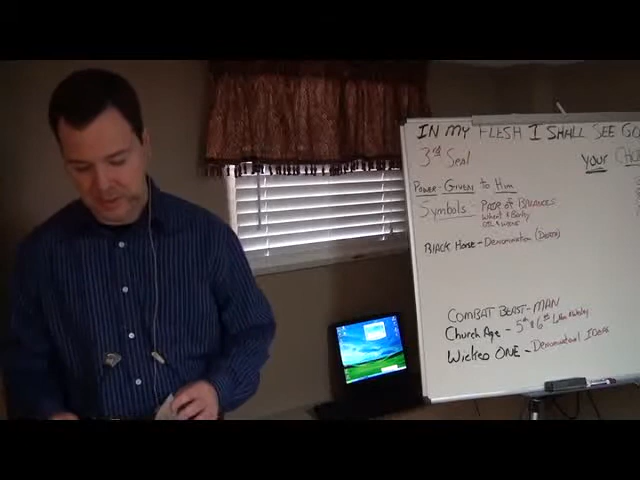 IN MY FLESH I SHALL SEE GO
3rd Seal
YOUR CHU
Power-Given to Him
Symbols: PAIR OF BALANCES
Wheat & Barley
OIL & WINE
BLACK Horse - Denomination (Death)
COMBAT BEAST-MAN
Church Age - 5th & 6th
Wicked ONE - Denominational